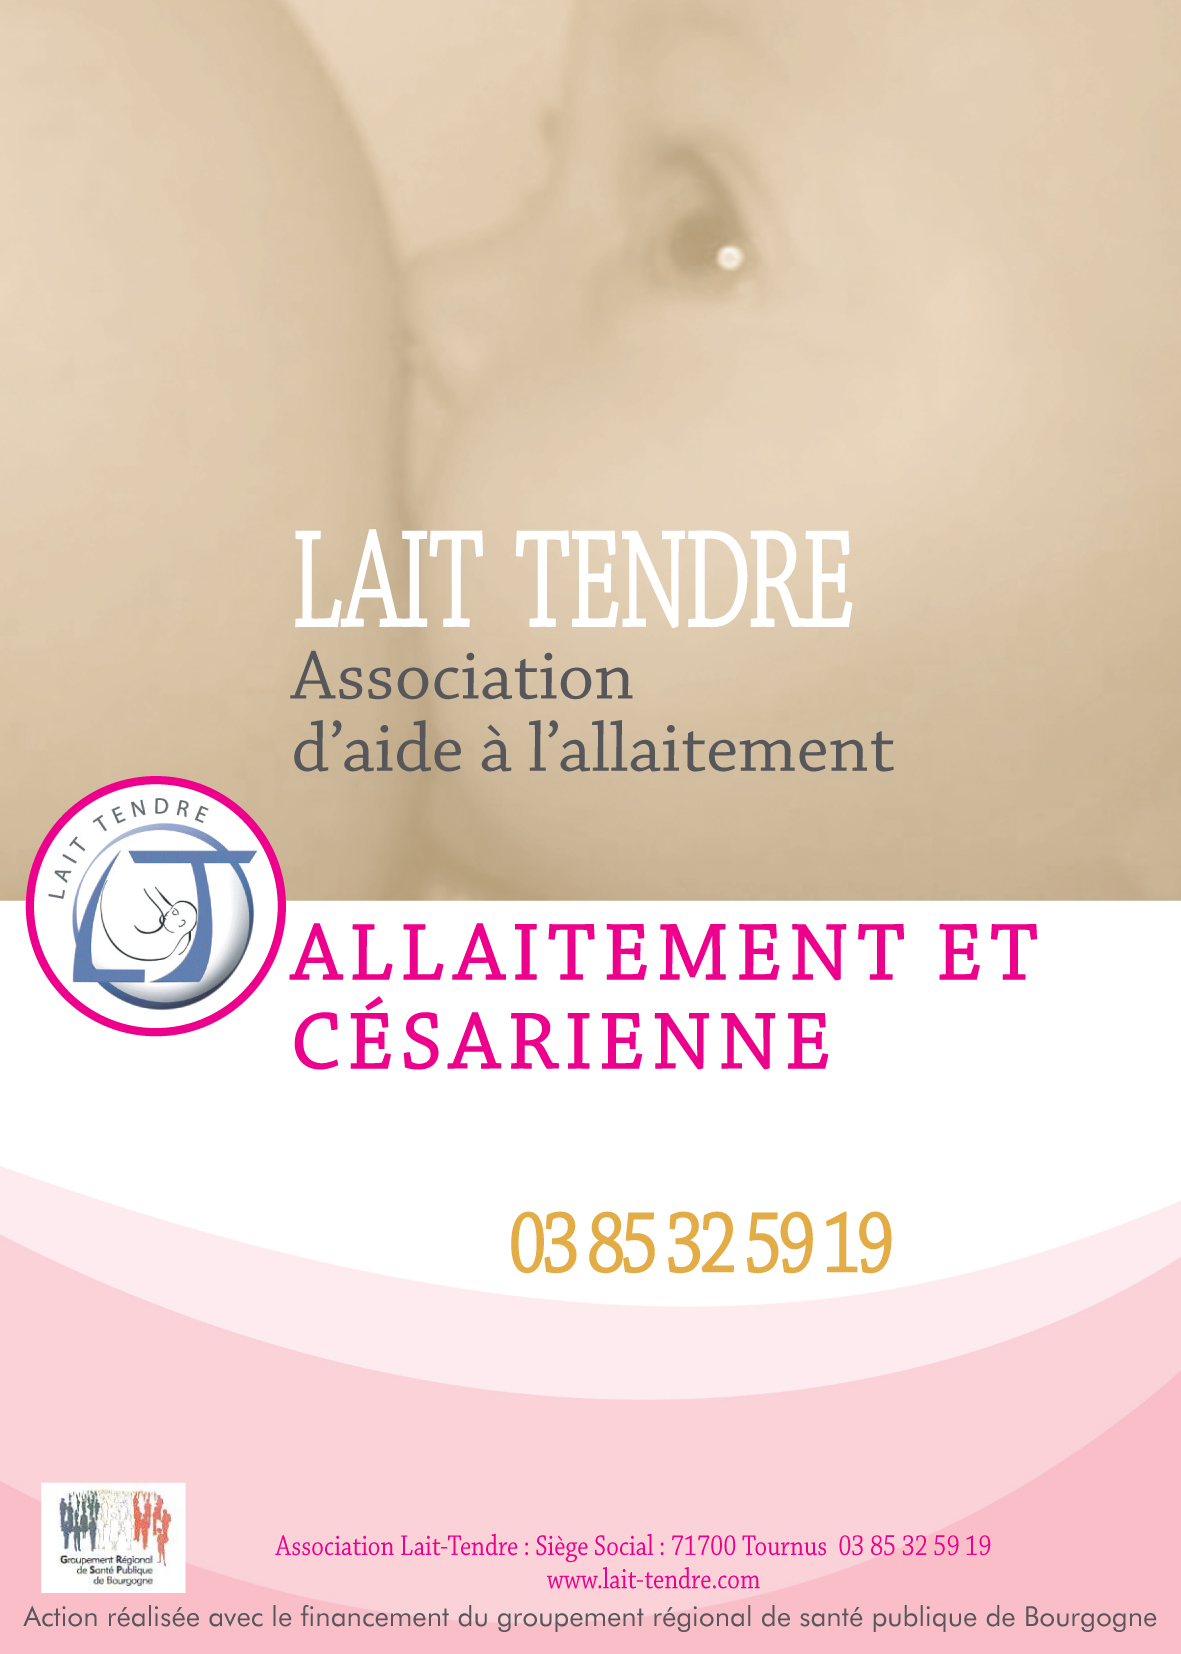 LAIT TENDRE
Association
d’aide à l’allaitement
LAIT TENDRE
LT
ALLAITEMENT ET
CÉSARIENNE
03 85 32 59 19
Groupement Régional
de Santé Publique
de Bourgogne
Association Lait-Tendre : Siège Social : 71700 Tournus 03 85 32 59 19
www.lait-tendre.com
Action réalisée avec le financement du groupement régional de santé publique de Bourgogne